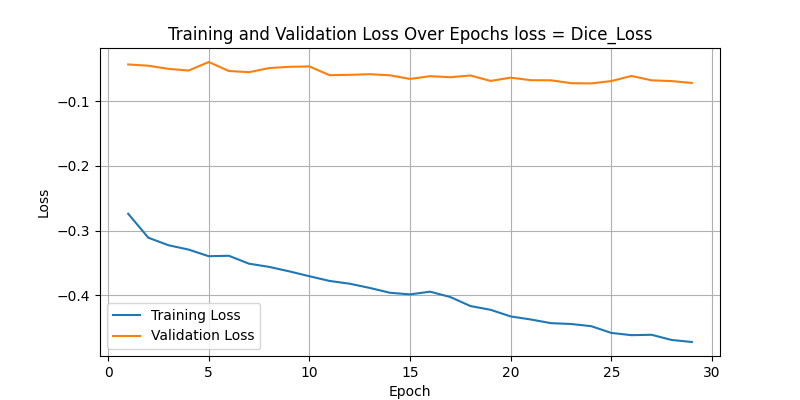 Training and Validation Loss Over Epochs loss = Dice_Loss
Loss
−0.1
−0.2
−0.3
−0.4
Training Loss
Validation Loss
0
5
10
15
20
25
30
Epoch